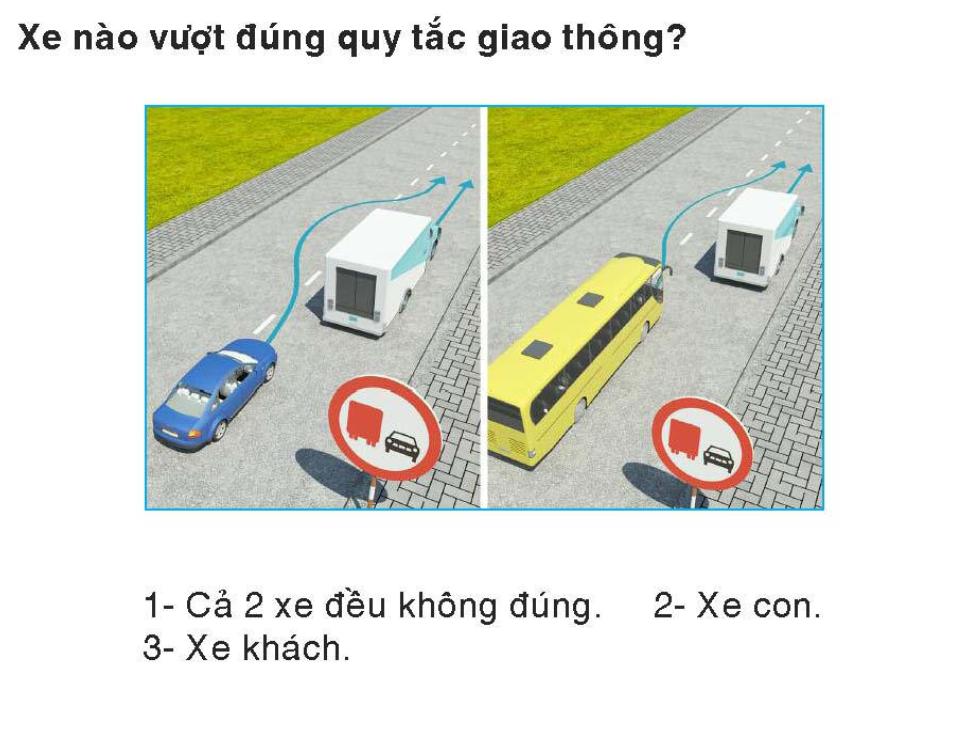 Xe nào vượt đúng quy tắc giao thông?
1- Cả 2 xe đều không đúng. 2- Xe con.
3- Xe khách.